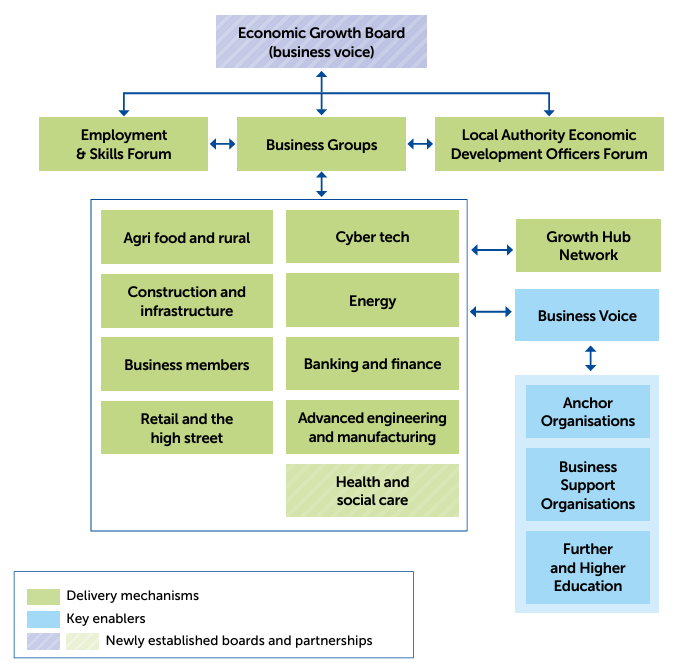 Economic Growth Board
(business voice)
Employment
& Skills Forum
Business Groups
Local Authority Economic
Development Officers Forum
Agri food and rural
Cyber tech
Growth Hub
Network
Construction and
infrastructure
Energy
Business Voice
Business members
Banking and finance
Anchor
Organisations
Retail and the
high street
Advanced engineering
and manufacturing
Business
Support
Organisations
Health and
social care
Further
and Higher
Education
Delivery mechanisms
Key enablers
Newly established boards and partnerships